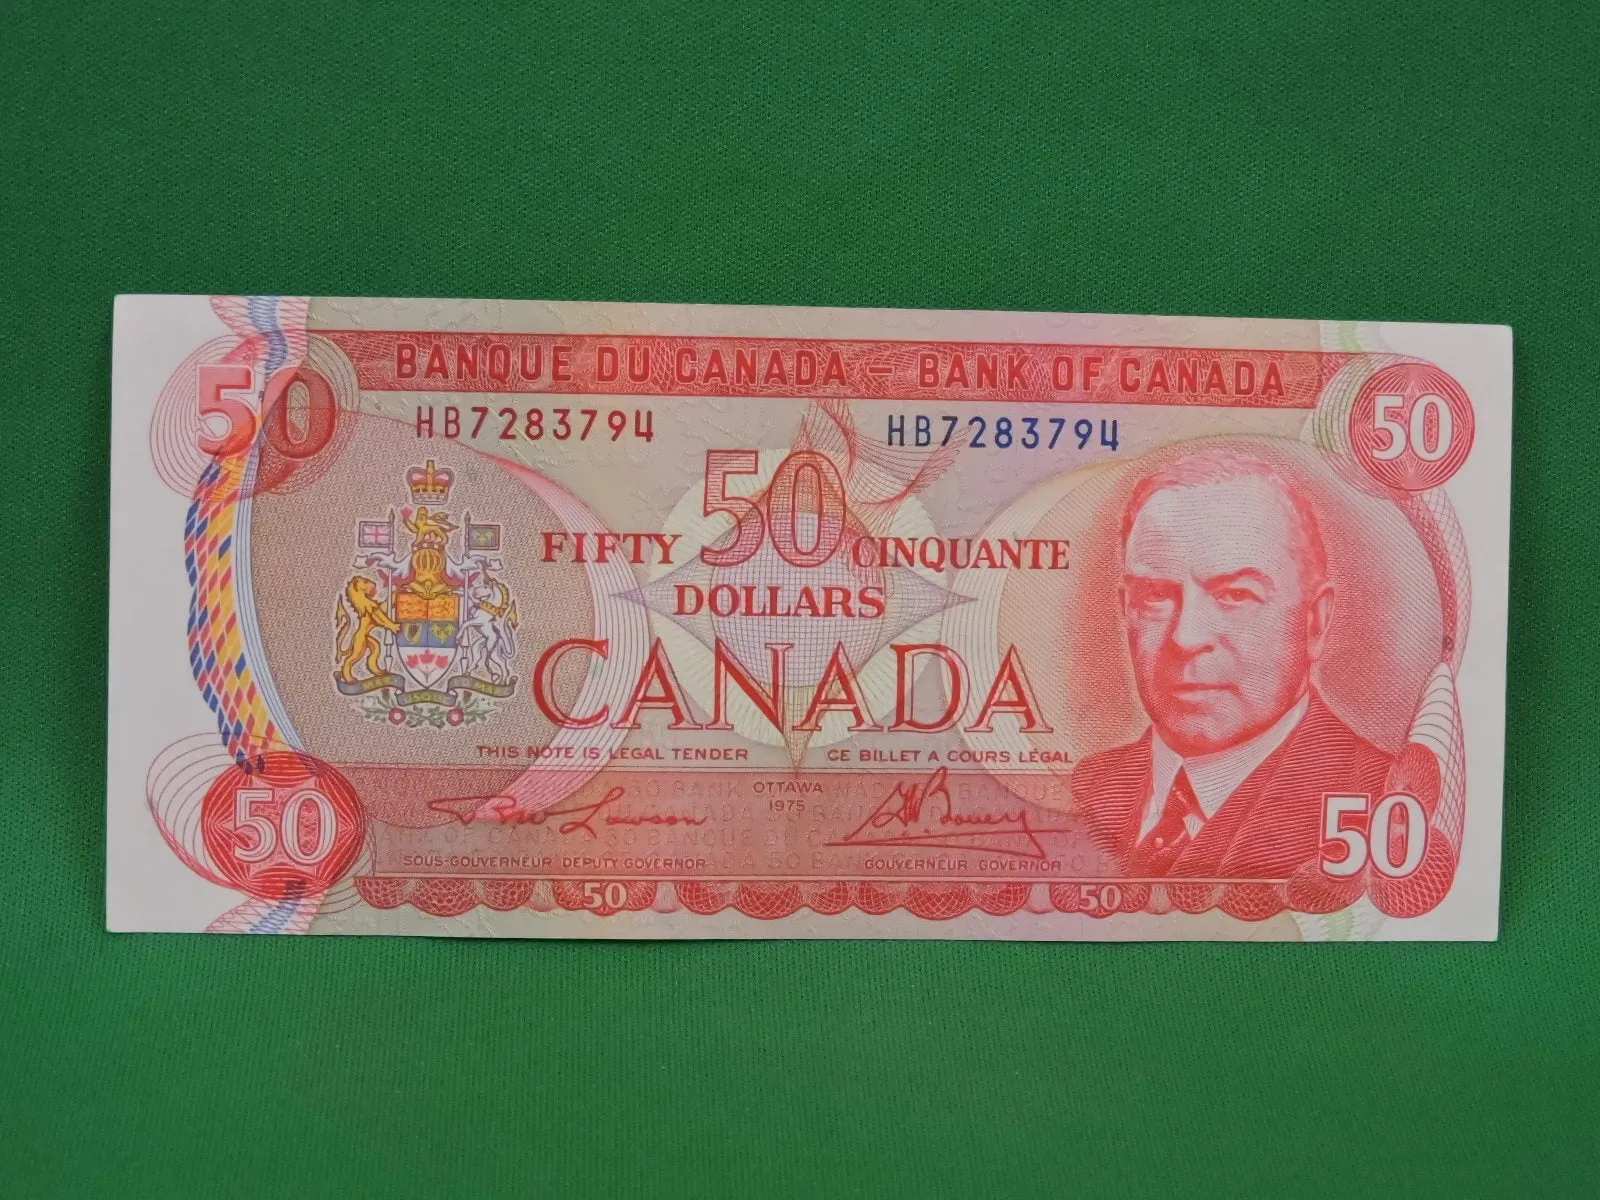 BANQUE DU CANADA – BANK OF CANADA
50 50
HB7283794 HB7283794
50
FIFTY CINQUANTE
DOLLARS
CANADA
THIS NOTE IS LEGAL TENDER CE BILLET A COURS LÉGAL
OTTAWA
1975
SOUS-GOUVERNEUR DEPUTY GOVERNOR GOUVERNEUR GOVERNOR
50 50
50 50